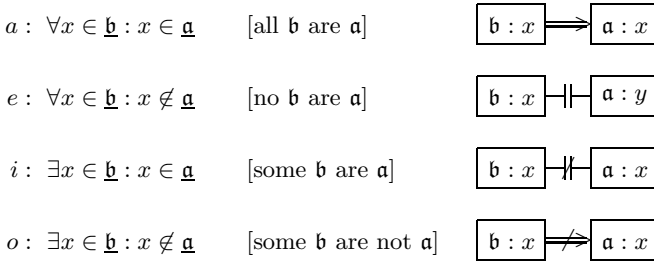 a : ∀x ∈ 𝔟̲ : x ∈ 𝔞̲ [all 𝔟 are 𝔞] 𝔟 : x 𝔞 : x
e : ∀x ∈ 𝔟̲ : x ∉ 𝔞̲ [no 𝔟 are 𝔞] 𝔟 : x 𝔞 : y
i : ∃x ∈ 𝔟̲ : x ∈ 𝔞̲ [some 𝔟 are 𝔞] 𝔟 : x 𝔞 : x
o : ∃x ∈ 𝔟̲ : x ∉ 𝔞̲ [some 𝔟 are not 𝔞] 𝔟 : x 𝔞 : x